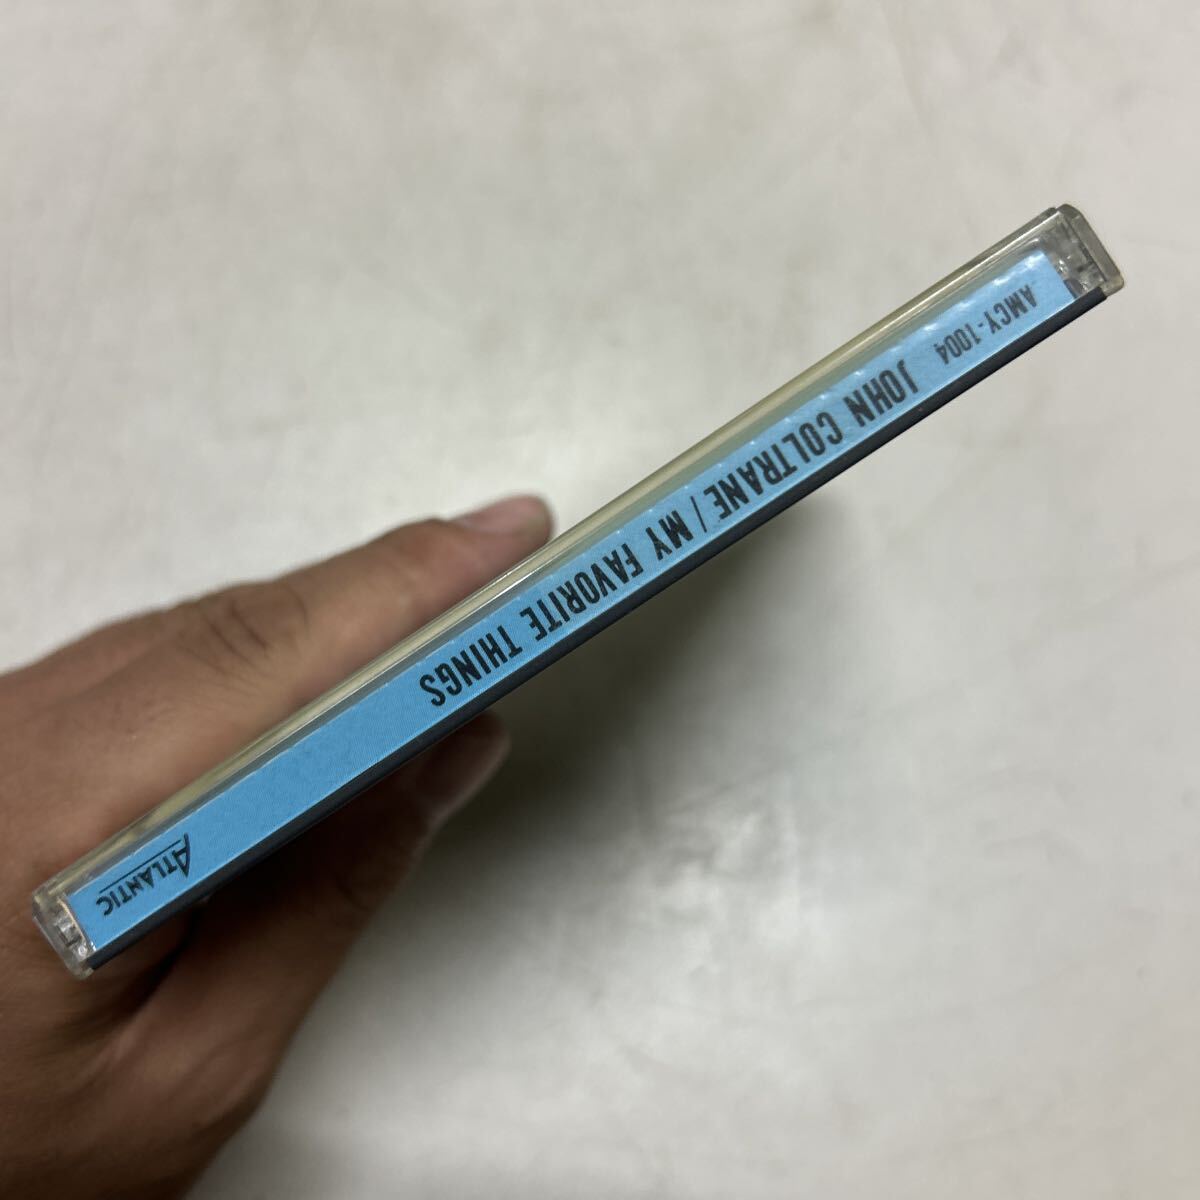 AMCY-1004 JOHN COLTRANE / MY FAVORITE THINGS
ATLANTIC